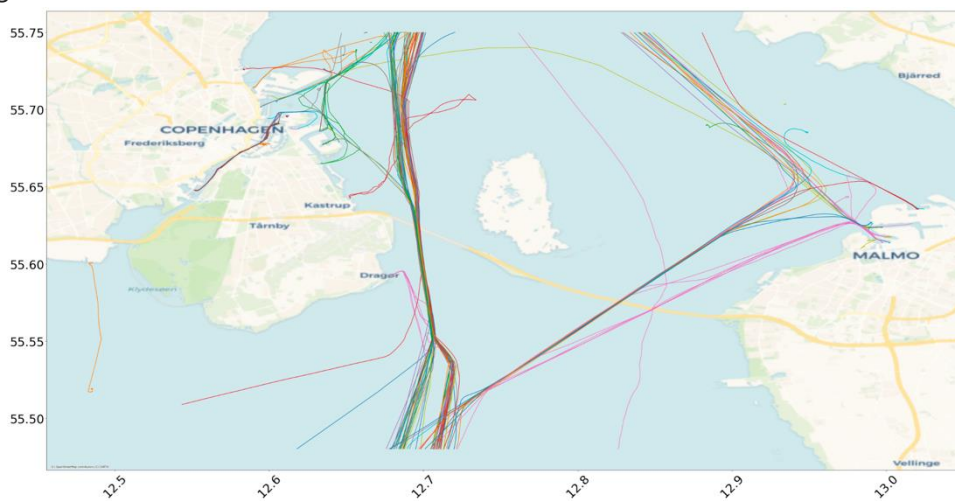 55.75
Bjärred
55.70
COPENHAGEN
Frederiksberg
55.65
Kastrup
Tårnby
55.60
MALMO
Dragør
55.55
55.50
Vellinge
12.5
12.6
12.7
12.8
12.9
13.0